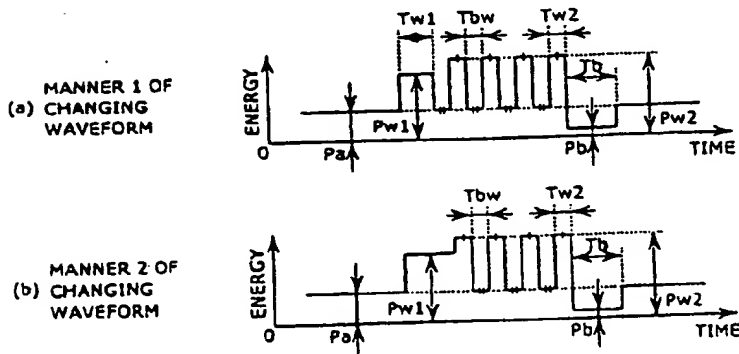 Tw1 Tbw Tw2
MANNER 1 OF
(a) CHANGING
WAVEFORM
ENERGY
Tb
Pw1
Pw2
0
Pa
Pb
TIME
Tbw Tw2
MANNER 2 OF
(b) CHANGING
WAVEFORM
ENERGY
Tb
Pw1
Pw2
0
Pa
Pb
TIME